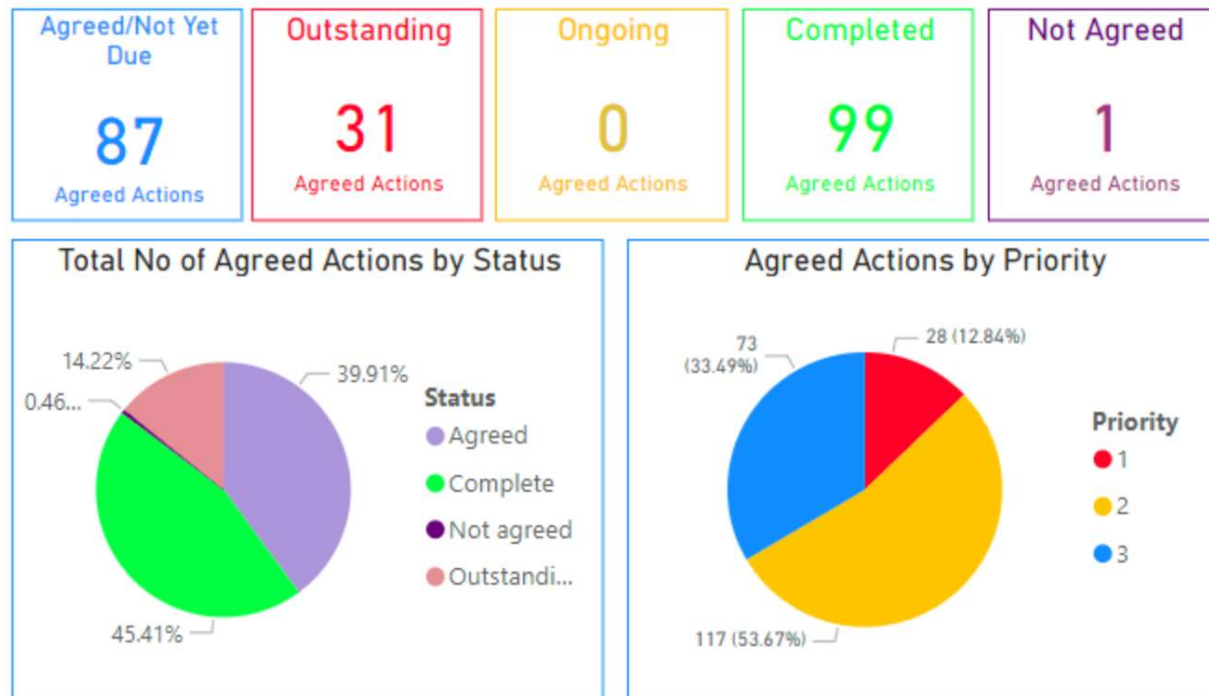 Agreed/Not Yet
Due
87
Agreed Actions
Outstanding
31
Agreed Actions
Ongoing
0
Agreed Actions
Completed
99
Agreed Actions
Not Agreed
1
Agreed Actions
Total No of Agreed Actions by Status
14.22%
0.46...
39.91%
45.41%
Status
Agreed
Complete
Not agreed
Outstandi...
Agreed Actions by Priority
73
(33.49%)
28 (12.84%)
117 (53.67%)
Priority
1
2
3